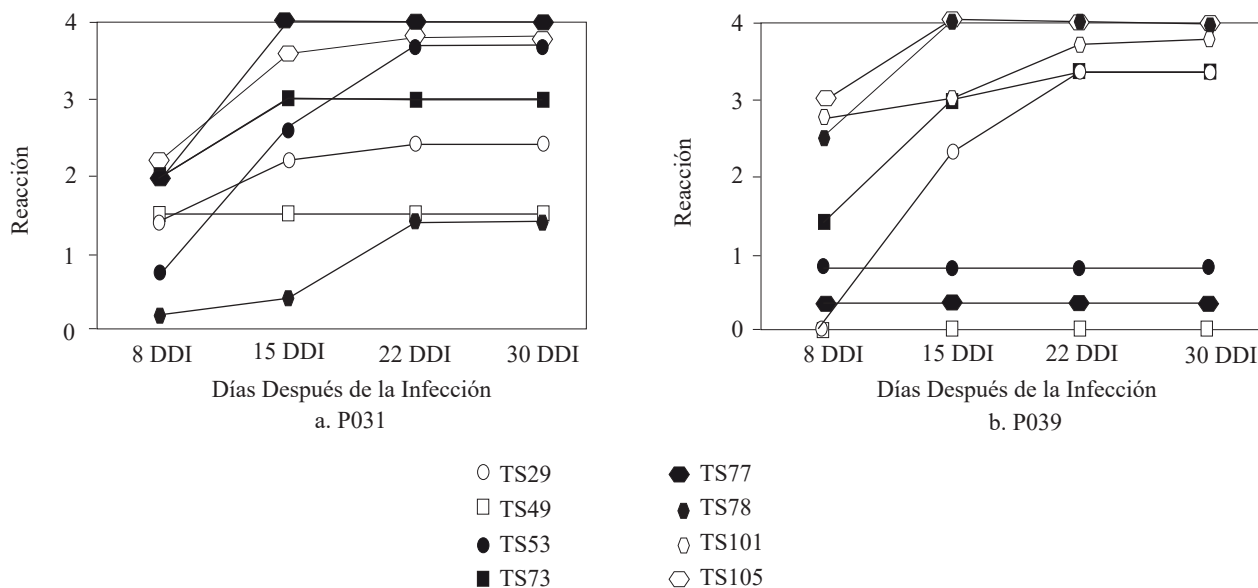 4
3
2
1
0
Reacción
8 DDI 15 DDI 22 DDI 30 DDI
Días Después de la Infección
a. P031
4
3
2
1
0
Reacción
8 DDI 15 DDI 22 DDI 30 DDI
Días Después de la Infección
b. P039
TS29
TS49
TS53
TS73
TS77
TS78
TS101
TS105